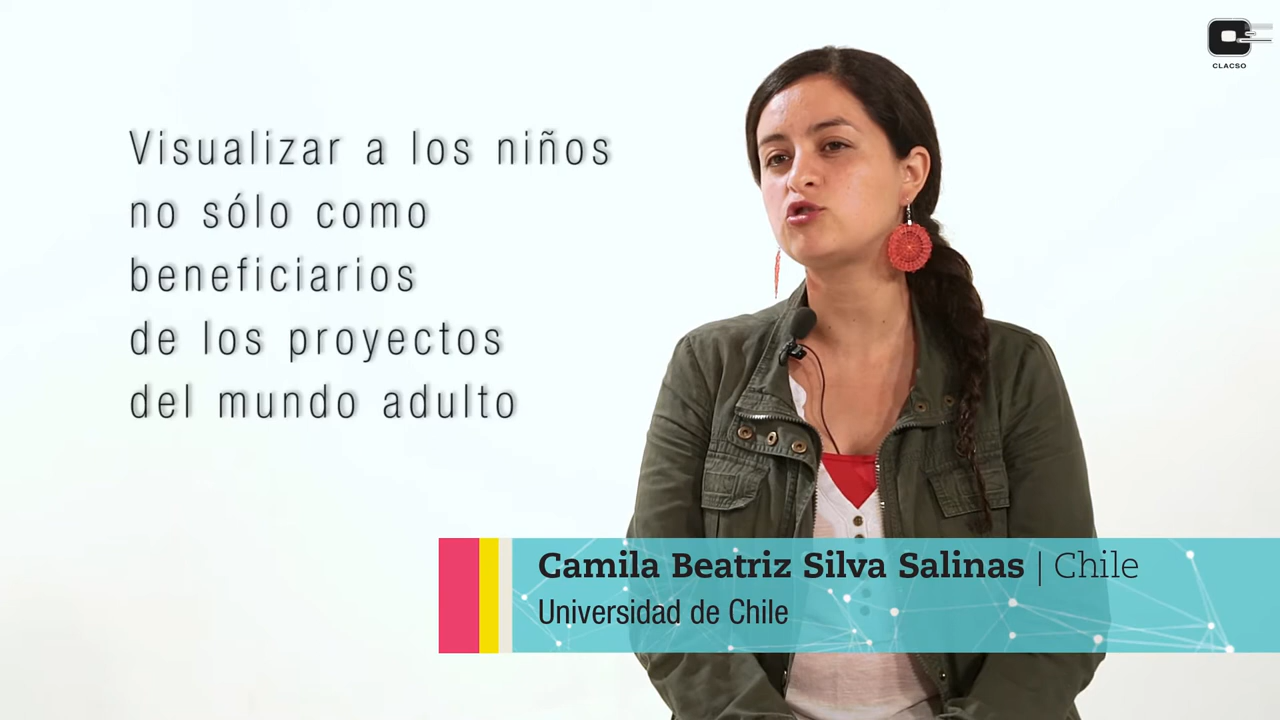 CLACSO
Visualizar a los niños
no sólo como
beneficiarios
de los proyectos
del mundo adulto
Camila Beatriz Silva Salinas | Chile
Universidad de Chile